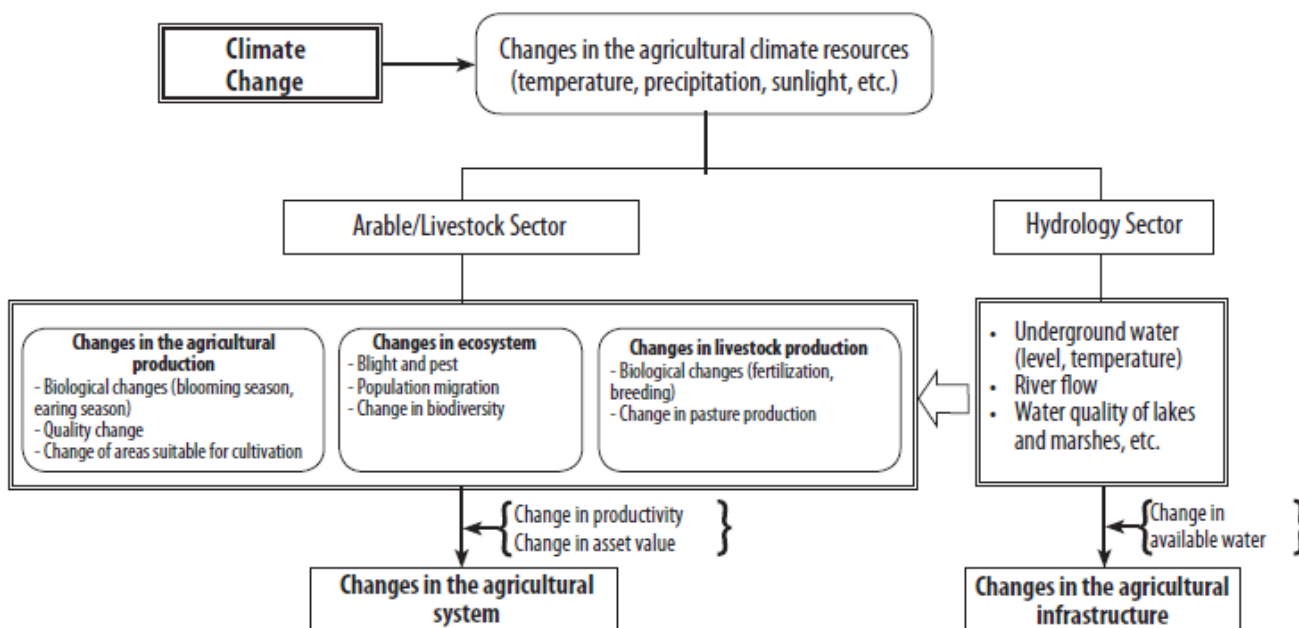 Climate
Change
Changes in the agricultural climate resources
(temperature, precipitation, sunlight, etc.)
Arable/Livestock Sector
Hydrology Sector
Changes in the agricultural
production
- Biological changes (blooming season,
earing season)
- Quality change
- Change of areas suitable for cultivation
Changes in ecosystem
- Blight and pest
- Population migration
- Change in biodiversity
Changes in livestock production
- Biological changes (fertilization,
breeding)
- Change in pasture production
• Underground water
(level, temperature)
• River flow
• Water quality of lakes
and marshes, etc.
{Change in productivity
Change in asset value}
{Change in
available water}
Changes in the agricultural
system
Changes in the agricultural
infrastructure